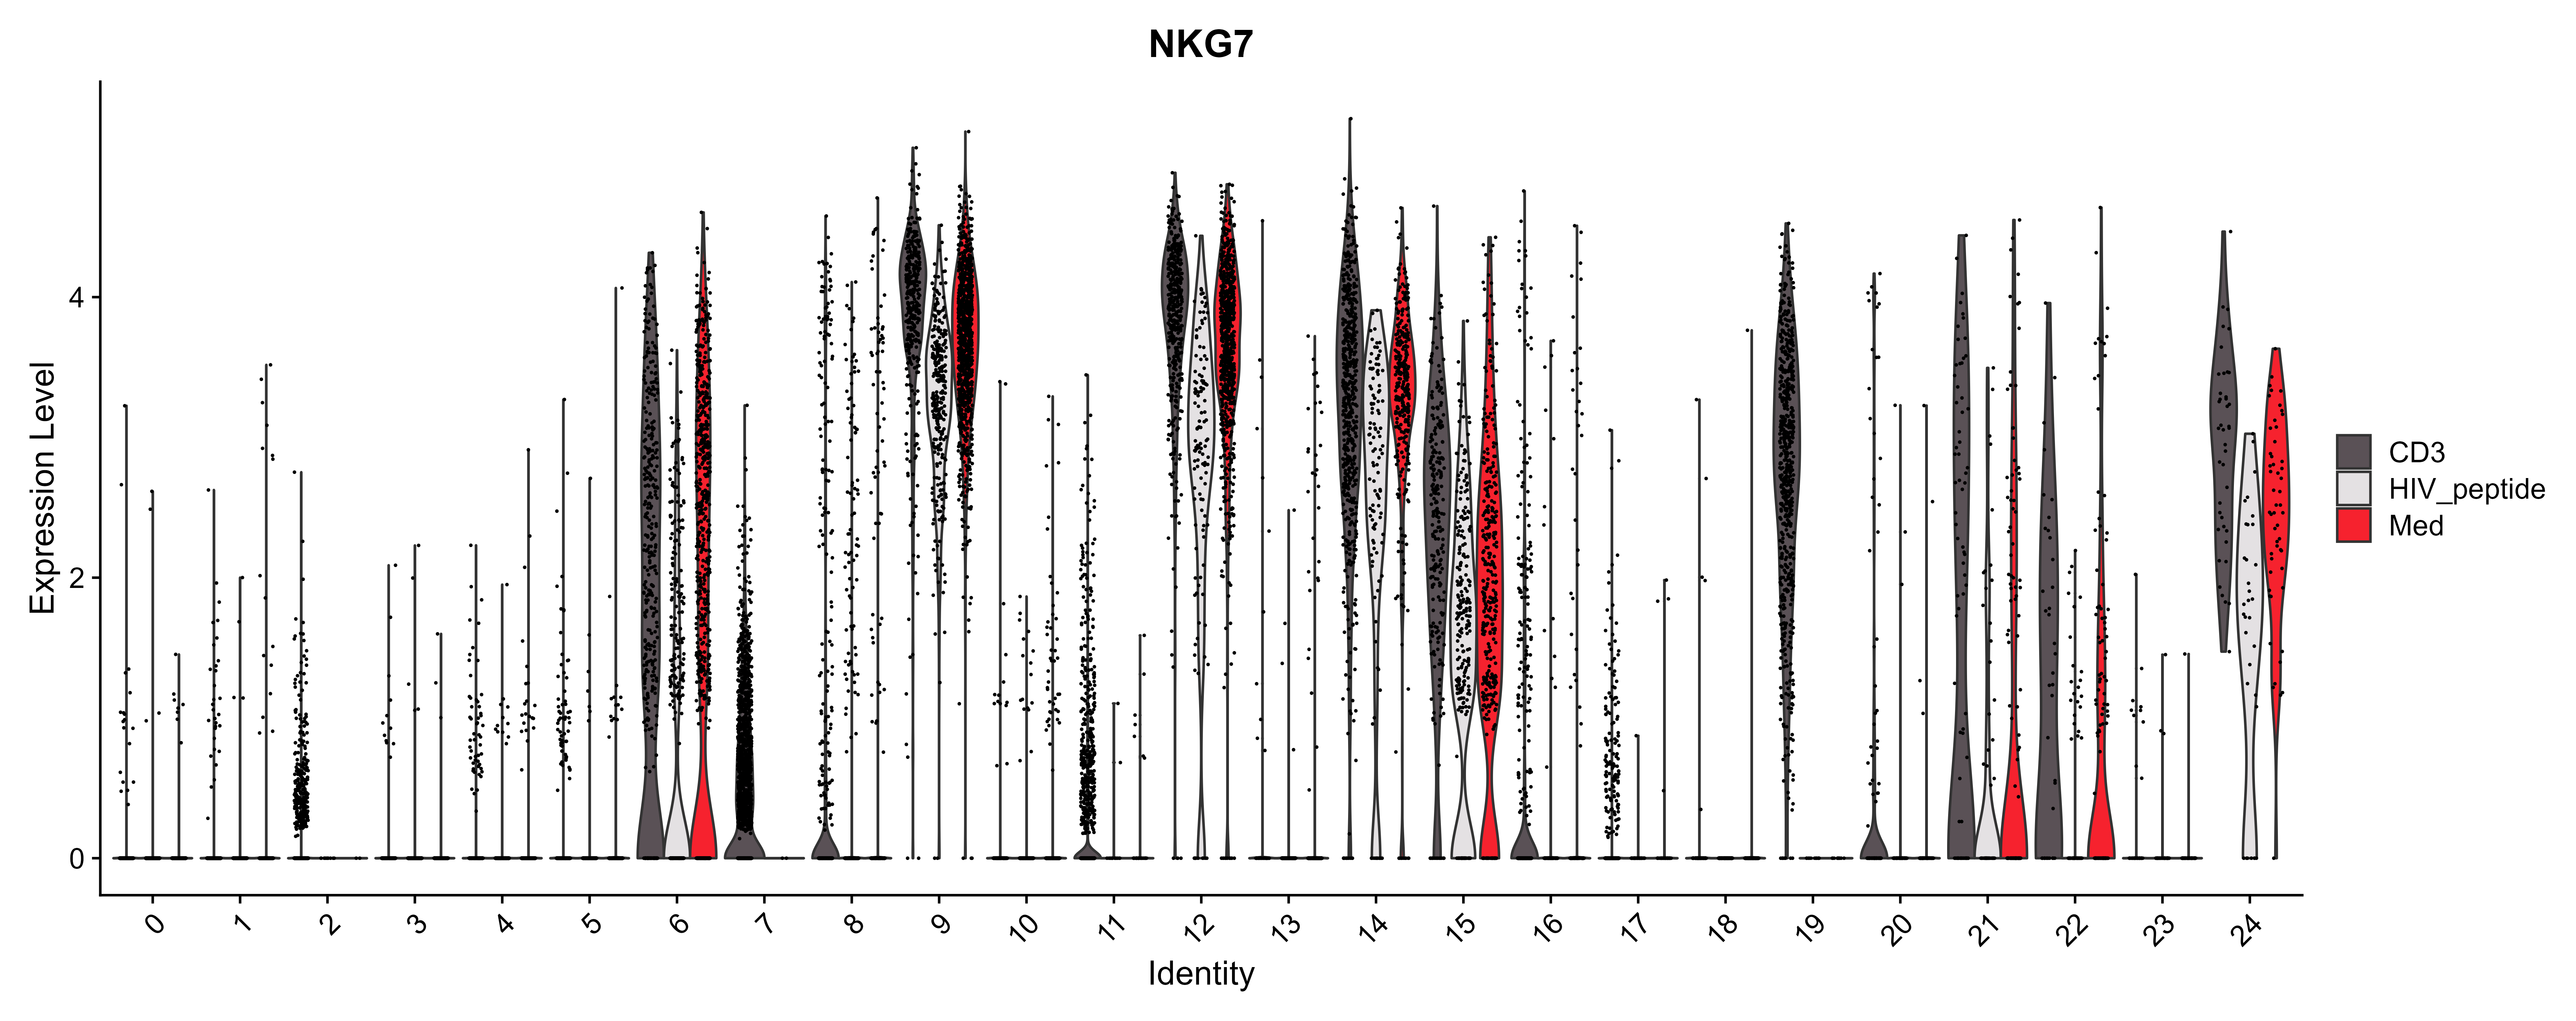 NKG7
Expression Level
4
2
0
0 1 2 3 4 5 6 7 8 9 10 11 12 13 14 15 16 17 18 19 20 21 22 23 24
Identity
CD3
HIV_peptide
Med